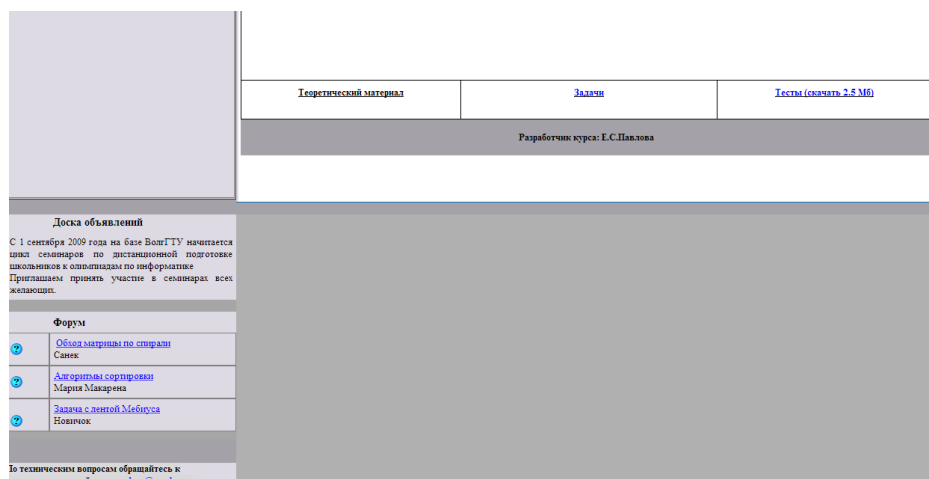 Теоретический материал
Задачи
Тесты (скачать 2.5 Мб)
Разработчик курса: Е.С.Павлова
Доска объявлений
С 1 сентября 2009 года на базе ВолгГТУ начитается
цикл семинаров по дистанционной подготовке
школьников к олимпиадам по информатике
Приглашаем принять участие в семинарах всех
желающих.
Форум
Обход матрицы по спирали
Санек
Алгоритмы сортировки
Мария Макарена
Задача с лентой Мебиуса
Новичок
По техническим вопросам обращайтесь к